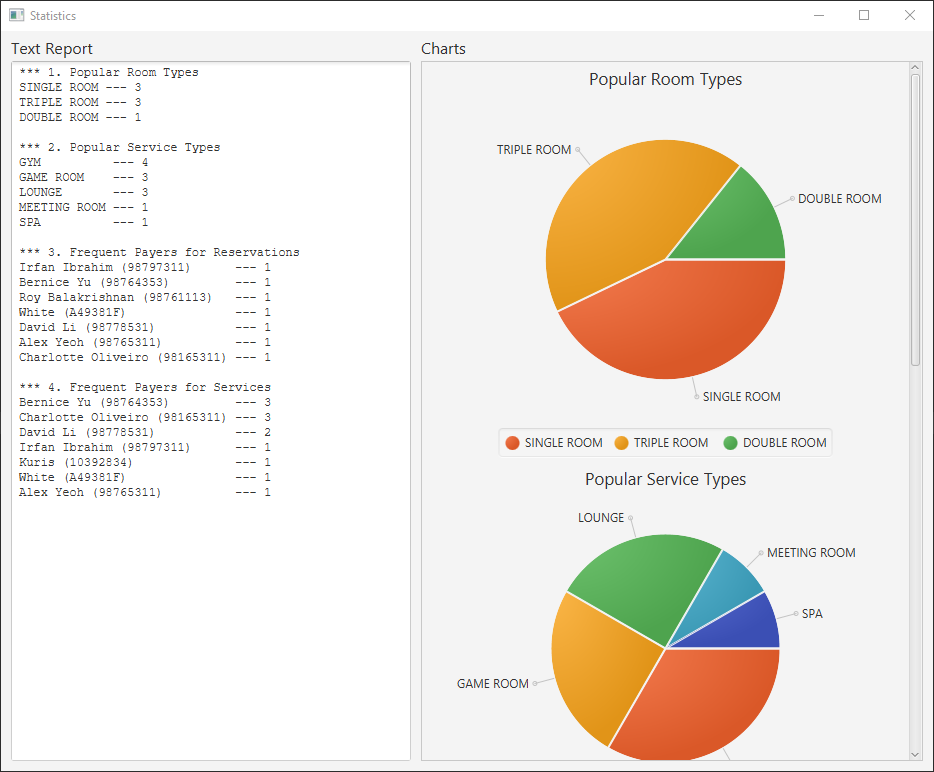 Statistics
Text Report
*** 1. Popular Room Types
SINGLE ROOM --- 3
TRIPLE ROOM --- 3
DOUBLE ROOM --- 1
*** 2. Popular Service Types
GYM          --- 4
GAME ROOM    --- 3
LOUNGE       --- 3
MEETING ROOM --- 1
SPA          --- 1
*** 3. Frequent Payers for Reservations
Irfan Ibrahim (98797311)      --- 1
Bernice Yu (98764353)         --- 1
Roy Balakrishnan (98761113)   --- 1
White (A49381F)               --- 1
David Li (98778531)           --- 1
Alex Yeoh (98765311)          --- 1
Charlotte Oliveiro (98165311) --- 1
*** 4. Frequent Payers for Services
Bernice Yu (98764353)         --- 3
Charlotte Oliveiro (98165311) --- 3
David Li (98778531)           --- 2
Irfan Ibrahim (98797311)      --- 1
Kuris (10392834)              --- 1
White (A49381F)               --- 1
Alex Yeoh (98765311)          --- 1
Charts
Popular Room Types
TRIPLE ROOM
DOUBLE ROOM
SINGLE ROOM
SINGLE ROOM TRIPLE ROOM DOUBLE ROOM
Popular Service Types
LOUNGE
MEETING ROOM
SPA
GAME ROOM